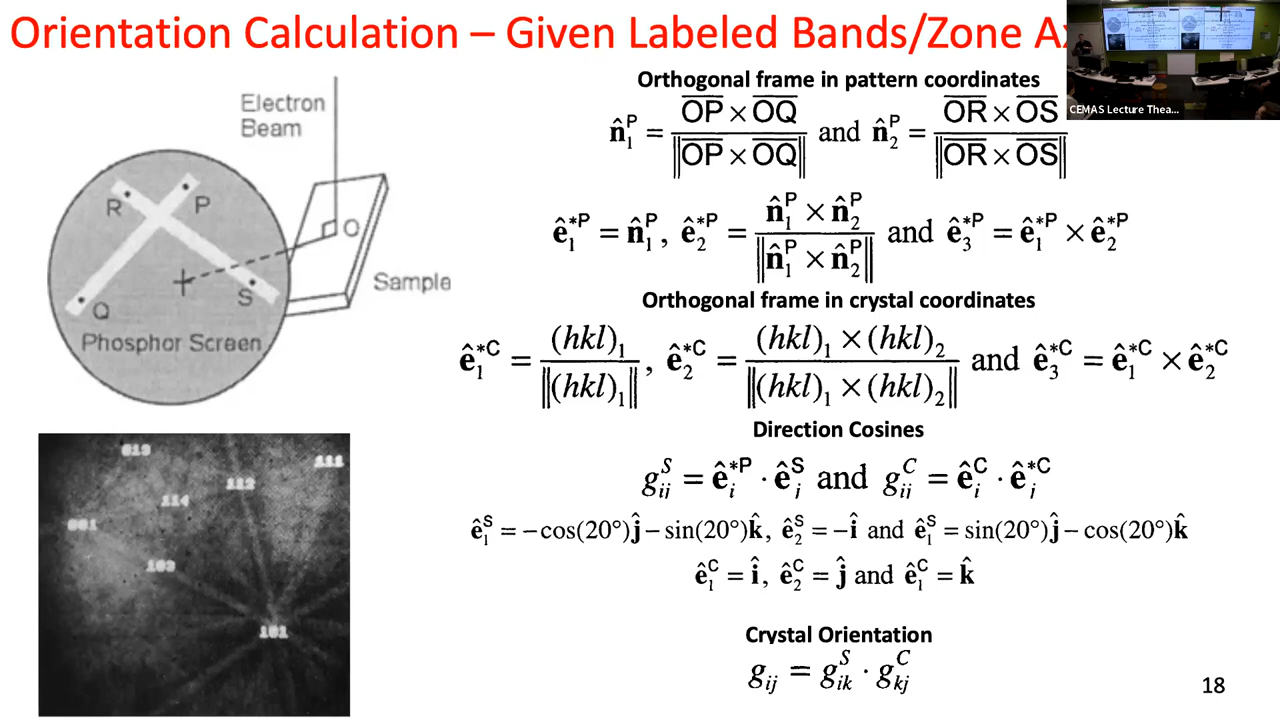 Orientation Calculation – Given Labeled Bands/Zone Ax
CEMAS Lecture Thea...
Electron
Beam
R
P
O
Q
S
Sample
Phosphor Screen
013
111
112
114
001
103
101
Orthogonal frame in pattern coordinates
n̂₁ᴾ = (OP × OQ) / ‖OP × OQ‖ and n̂₂ᴾ = (OR × OS) / ‖OR × OS‖
ê₁*ᴾ = n̂₁ᴾ, ê₂*ᴾ = (n̂₁ᴾ × n̂₂ᴾ) / ‖n̂₁ᴾ × n̂₂ᴾ‖ and ê₃*ᴾ = ê₁*ᴾ × ê₂*ᴾ
Orthogonal frame in crystal coordinates
ê₁*ᶜ = (hkl)₁ / ‖(hkl)₁‖, ê₂*ᶜ = (hkl)₁ × (hkl)₂ / ‖(hkl)₁ × (hkl)₂‖ and ê₃*ᶜ = ê₁*ᶜ × ê₂*ᶜ
Direction Cosines
gᵢⱼˢ = êᵢ*ᴾ · êⱼˢ and gᵢⱼᶜ = êᵢᶜ · êⱼ*ᶜ
ê₁ˢ = −cos(20°)ĵ − sin(20°)k̂, ê₂ˢ = −î and ê₁ˢ = sin(20°)ĵ − cos(20°)k̂
ê₁ᶜ = î, ê₂ᶜ = ĵ and ê₁ᶜ = k̂
Crystal Orientation
gᵢⱼ = gᵢₖˢ · gₖⱼᶜ
18